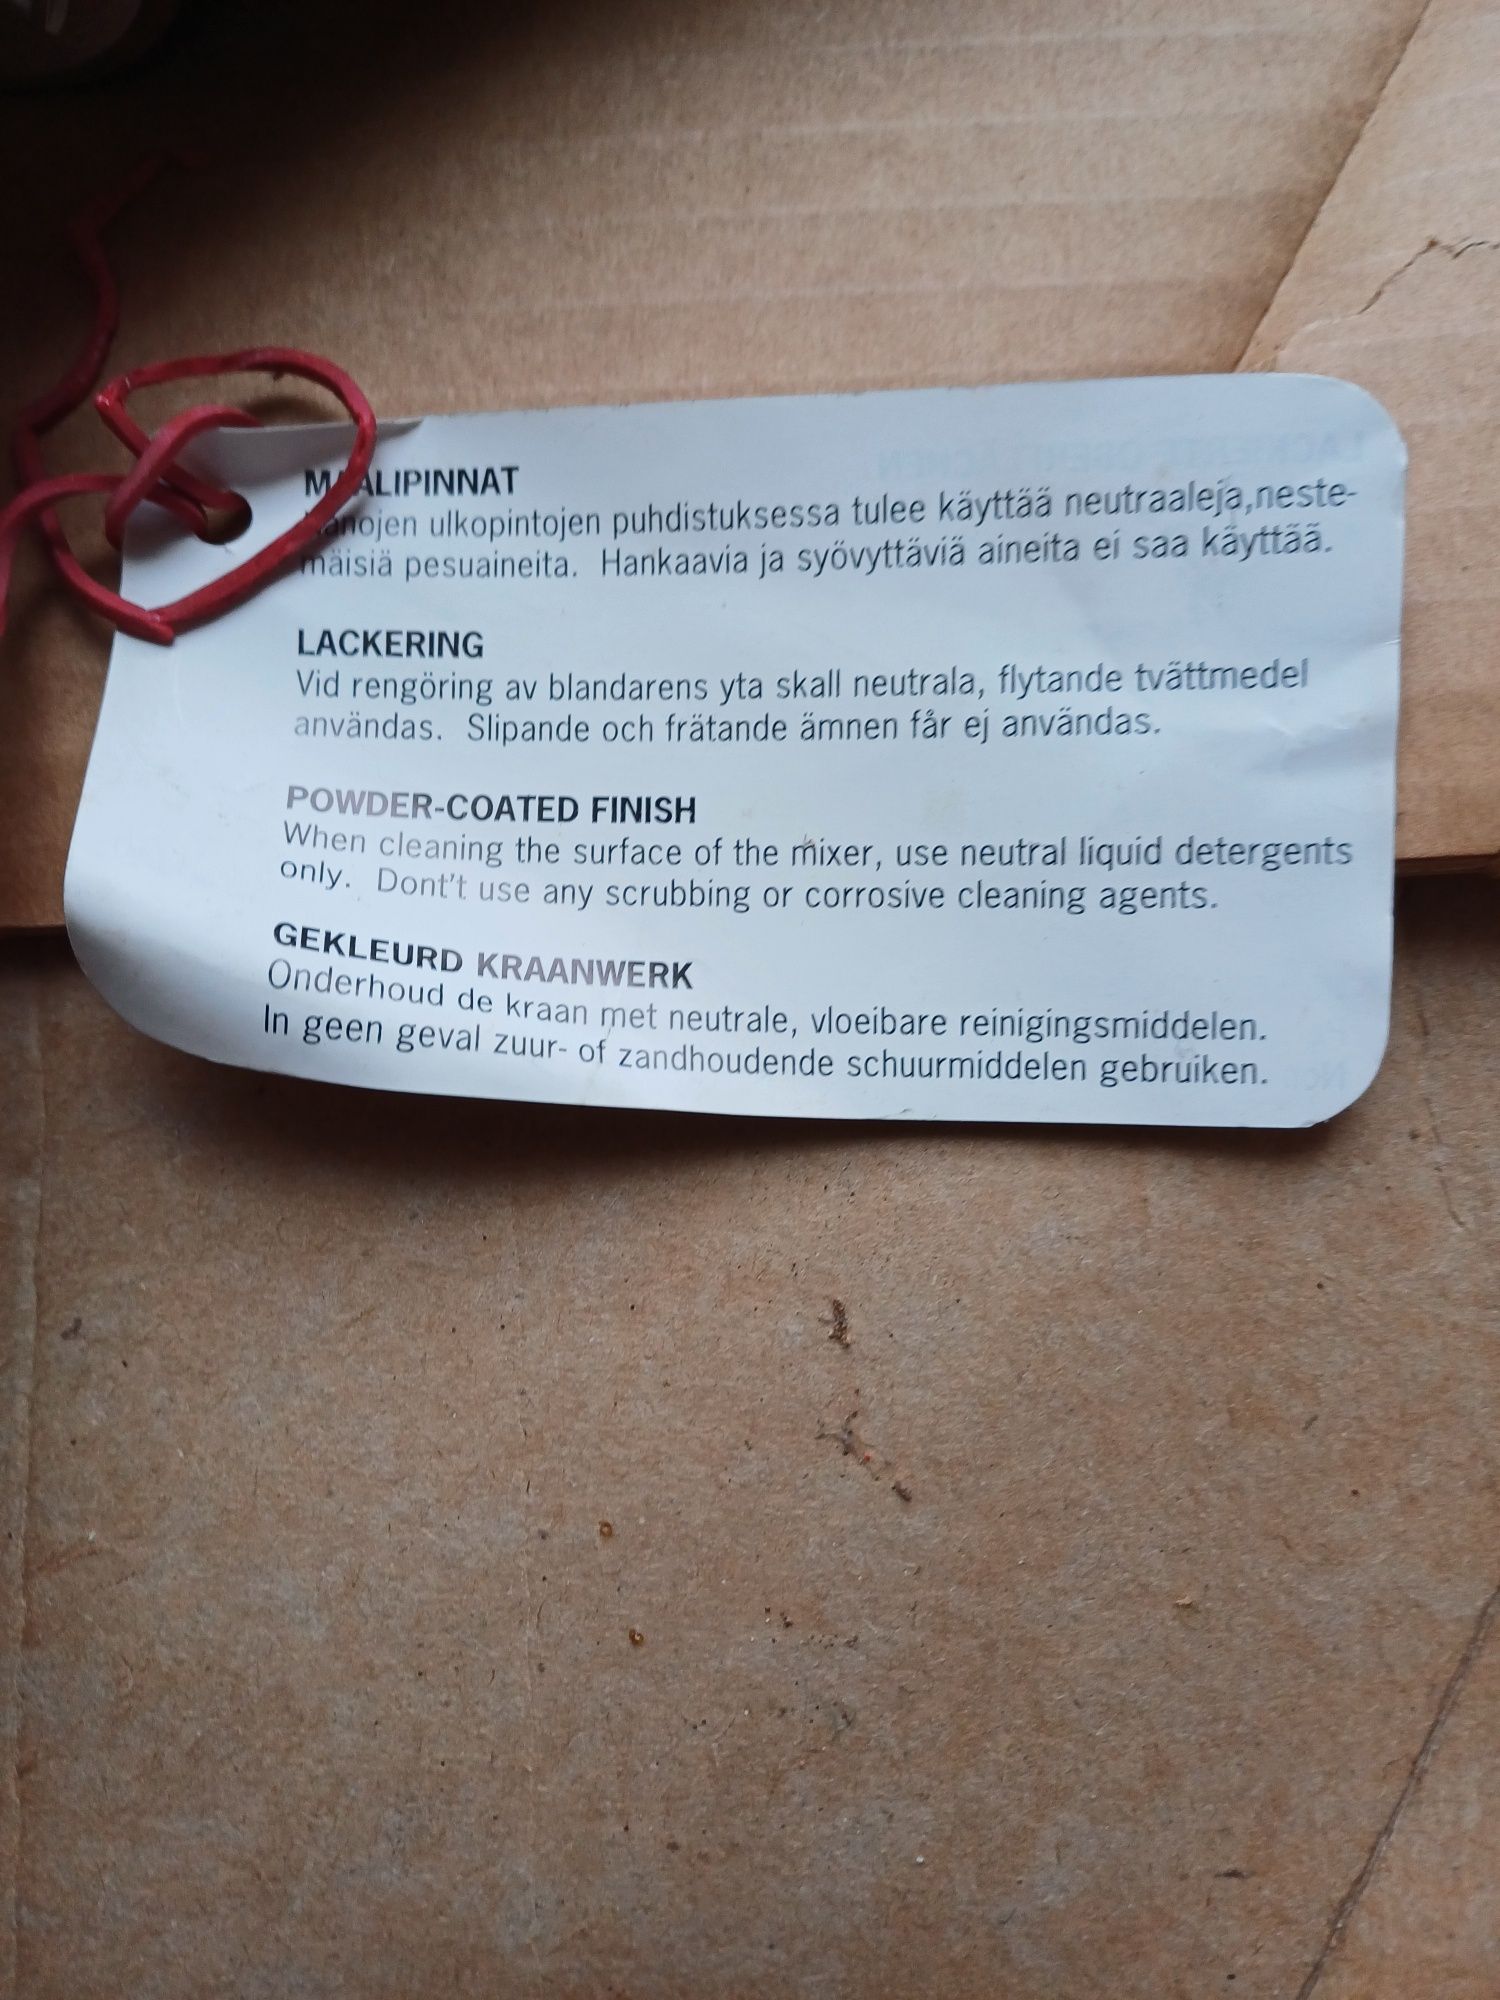 MAALIPINNAT
Hanojen ulkopintojen puhdistuksessa tulee käyttää neutraaleja,neste-
mäisiä pesuaineita. Hankaavia ja syövyttäviä aineita ei saa käyttää.
LACKERING
Vid rengöring av blandarens yta skall neutrala, flytande tvättmedel
användas. Slipande och frätande ämnen får ej användas.
POWDER-COATED FINISH
When cleaning the surface of the mixer, use neutral liquid detergents
only. Dont't use any scrubbing or corrosive cleaning agents.
GEKLEURD KRAANWERK
Onderhoud de kraan met neutrale, vloeibare reinigingsmiddelen.
In geen geval zuur- of zandhoudende schuurmiddelen gebruiken.